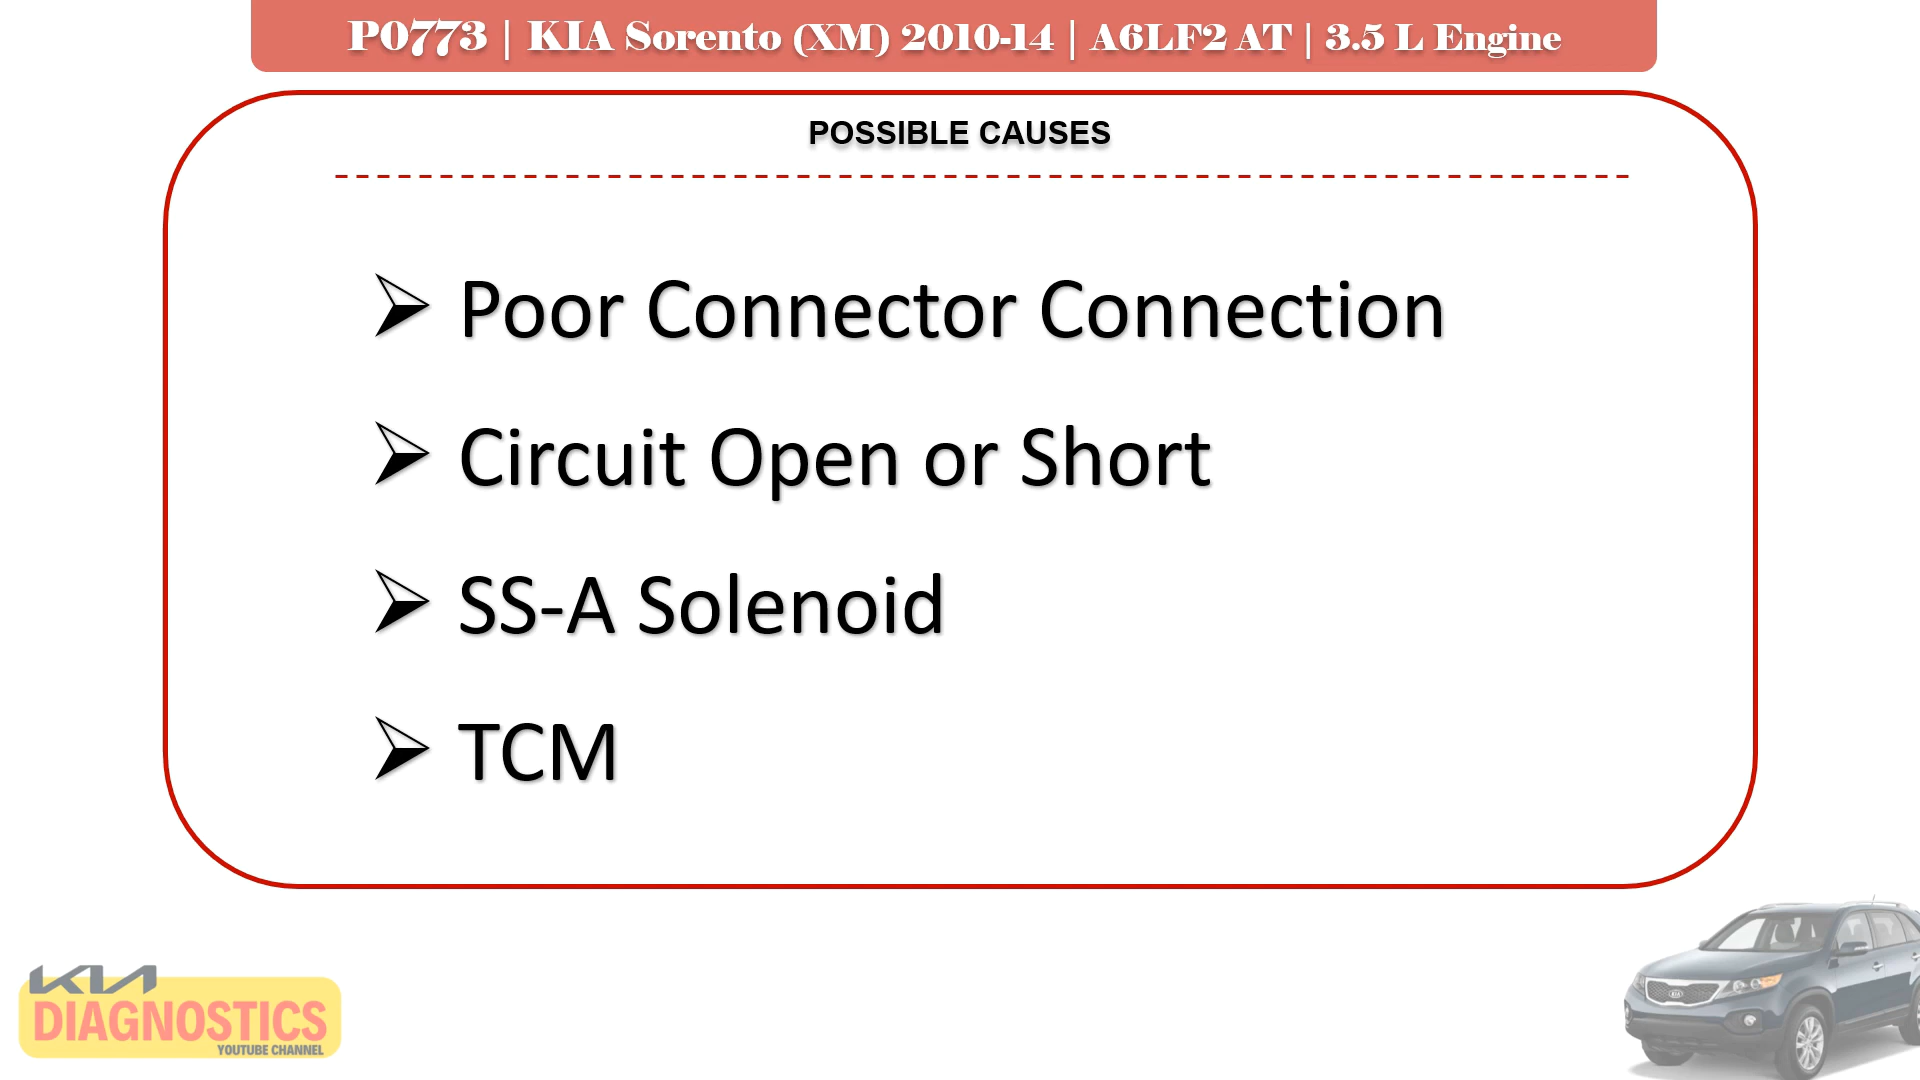 P0773 | KIA Sorento (XM) 2010-14 | A6LF2 AT | 3.5 L Engine
POSSIBLE CAUSES
Poor Connector Connection
Circuit Open or Short
SS-A Solenoid
TCM
KIA
DIAGNOSTICS
YOUTUBE CHANNEL
KIA